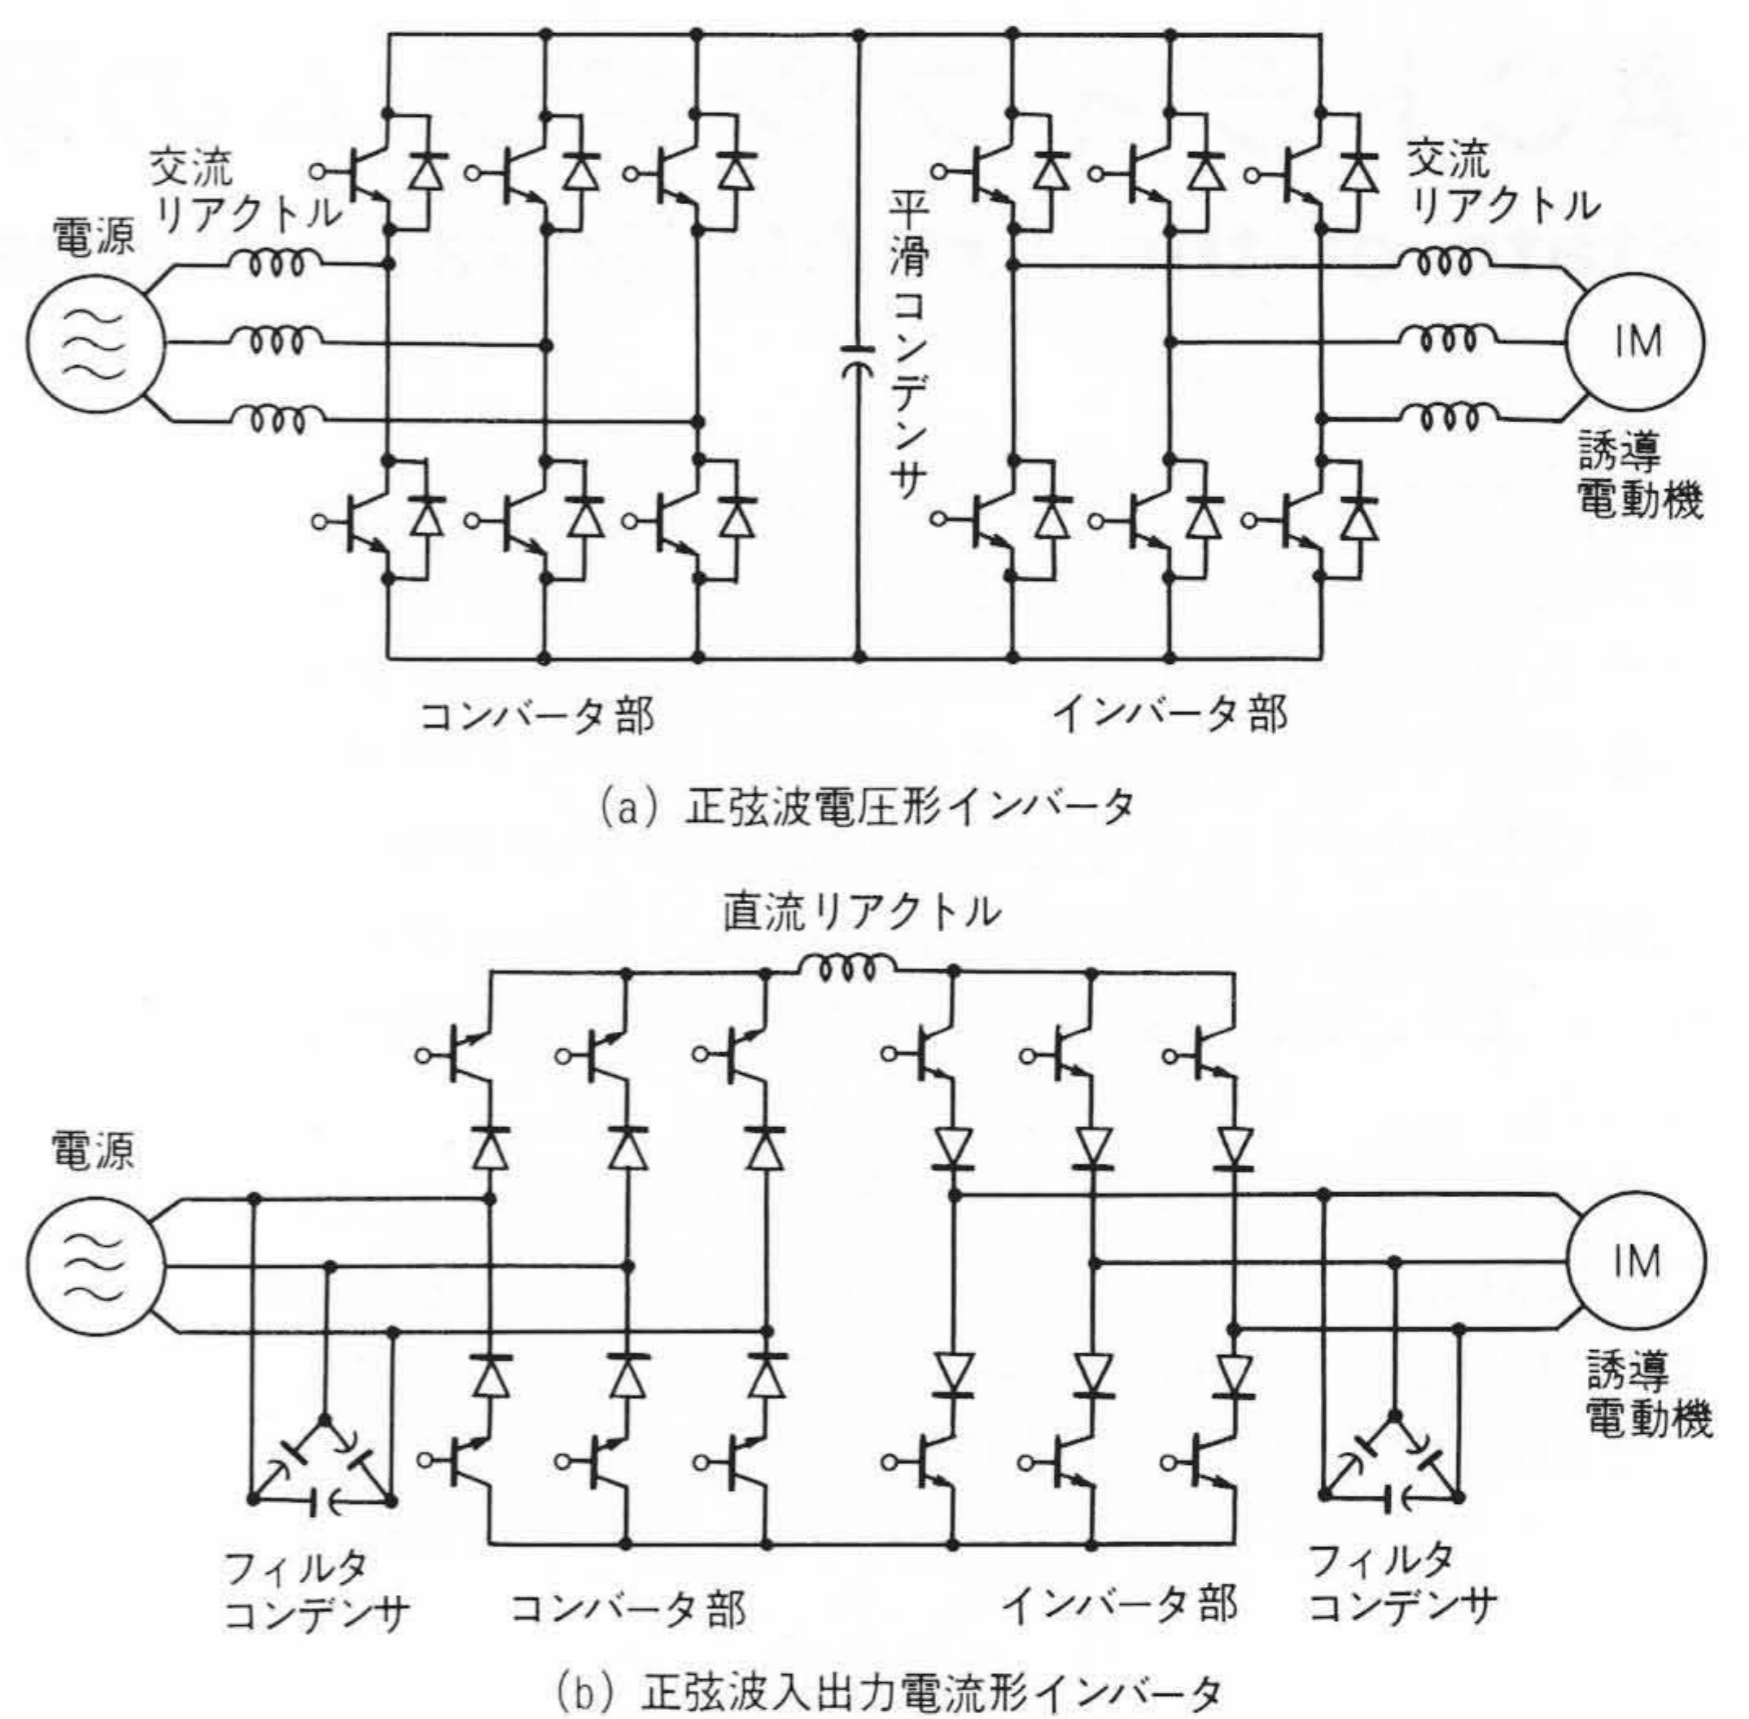 交流
リアクトル
電源
平滑コンデンサ
交流
リアクトル
IM
誘導
電動機
コンバータ部
インバータ部
(a) 正弦波電圧形インバータ
直流リアクトル
電源
IM
誘導
電動機
フィルタ
コンデンサ
コンバータ部
インバータ部
フィルタ
コンデンサ
(b) 正弦波入出力電流形インバータ